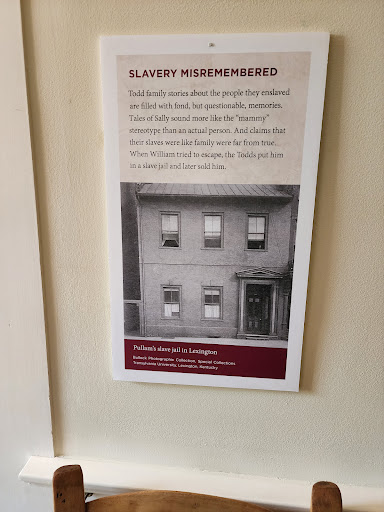 SLAVERY MISREMEMBERED
Todd family stories about the people they enslaved
are filled with fond, but questionable, memories.
Tales of Sally sound more like the "mammy"
stereotype than an actual person. And claims that
their slaves were like family were far from true.
When William tried to escape, the Todds put him
in a slave jail and later sold him.
Pullam's slave jail in Lexington
Bullock Photographic Collection, Special Collections
Transylvania University, Lexington, Kentucky